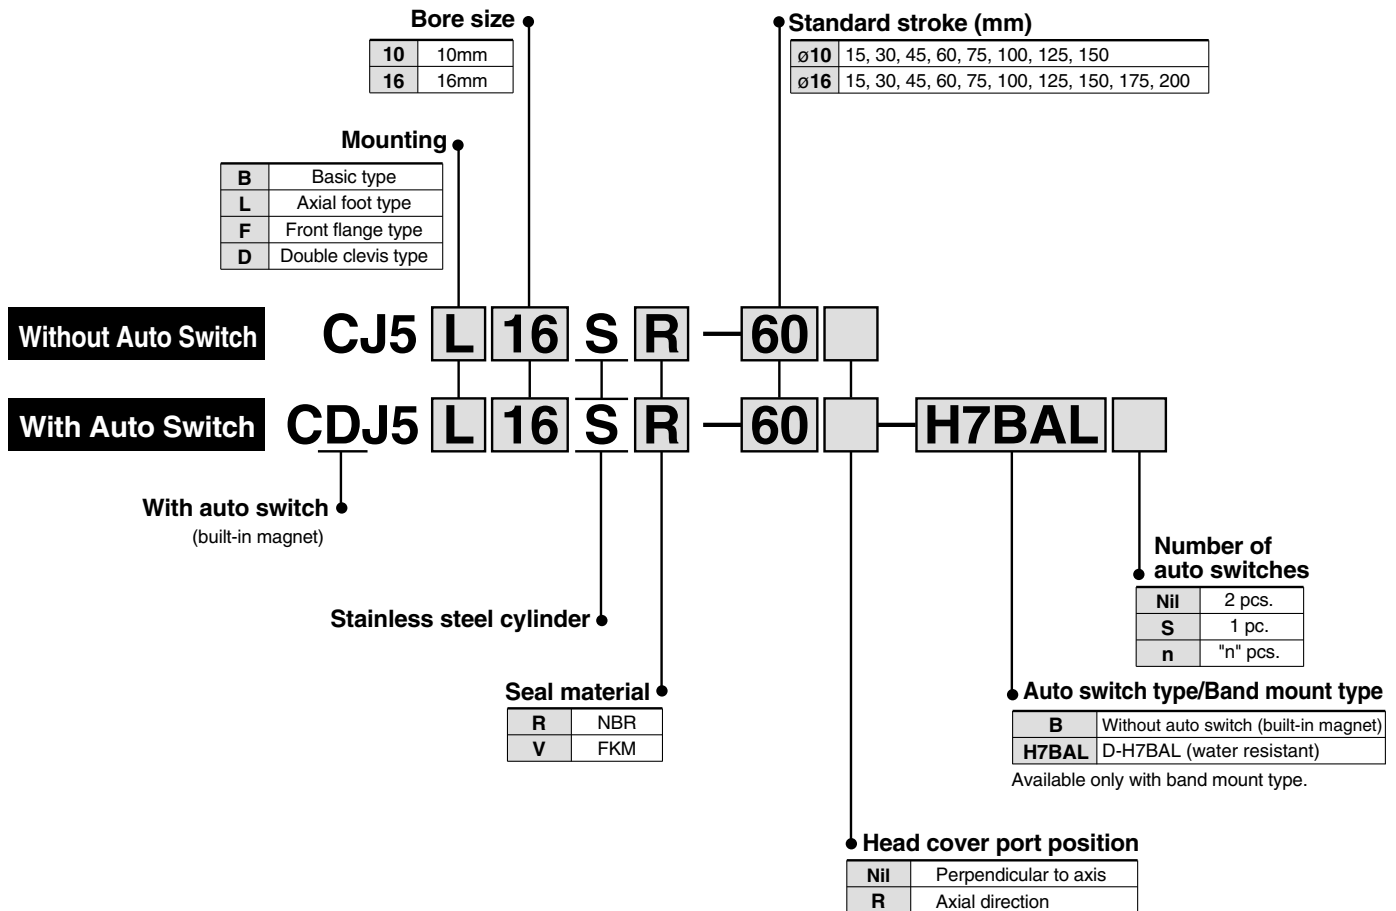 Bore size
10 10mm
16 16mm
Standard stroke (mm)
ø10 15, 30, 45, 60, 75, 100, 125, 150
ø16 15, 30, 45, 60, 75, 100, 125, 150, 175, 200
Mounting
B Basic type
L Axial foot type
F Front flange type
D Double clevis type
Without Auto Switch CJ5 L 16 S R — 60
With Auto Switch CDJ5 L 16 S R — 60 — H7BAL
With auto switch
(built-in magnet)
Stainless steel cylinder
Seal material
R NBR
V FKM
Number of
auto switches
Nil 2 pcs.
S 1 pc.
n "n" pcs.
Auto switch type/Band mount type
B Without auto switch (built-in magnet)
H7BAL D-H7BAL (water resistant)
Available only with band mount type.
Head cover port position
Nil Perpendicular to axis
R Axial direction